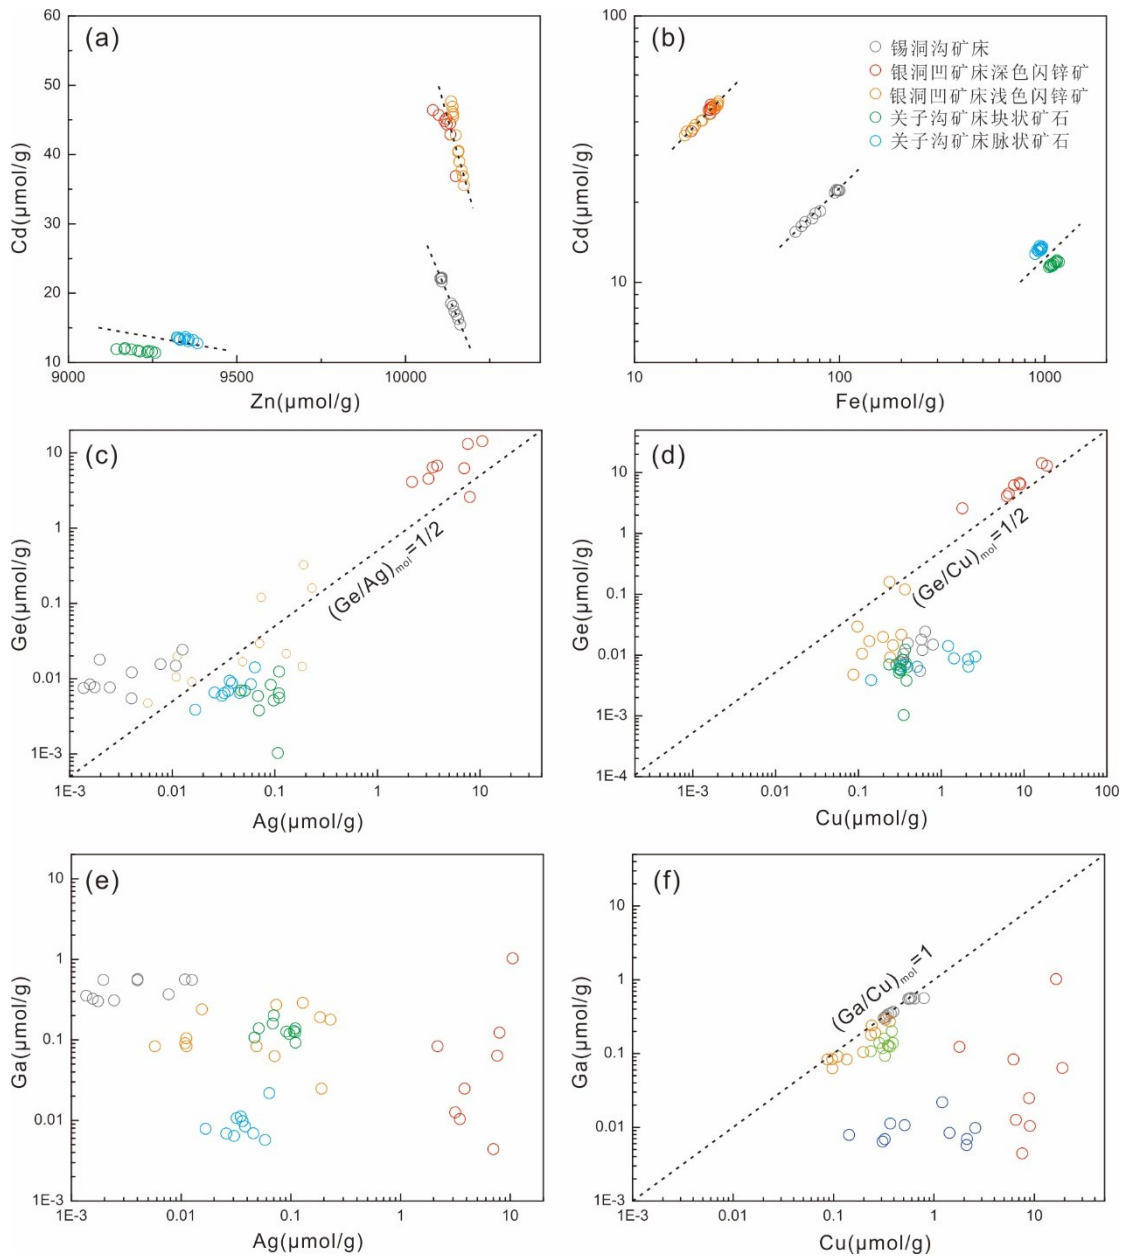 (a)
60
50
40
30
20
10
Cd(μmol/g)
9000
9500
10000
Zn(μmol/g)
(b)
锡洞沟矿床
银洞凹矿床深色闪锌矿
银洞凹矿床浅色闪锌矿
关子沟矿床块状矿石
关子沟矿床脉状矿石
100
10
Cd(μmol/g)
10
100
1000
Fe(μmol/g)
(c)
10
1
0.1
0.01
1E-3
Ge(μmol/g)
(Ge/Ag)mol=1/2
1E-3
0.01
0.1
1
10
Ag(μmol/g)
(d)
10
1
0.1
0.01
1E-3
1E-4
Ge(μmol/g)
(Ge/Cu)mol=1/2
1E-3
0.01
0.1
1
10
100
Cu(μmol/g)
(e)
10
1
0.1
0.01
1E-3
Ga(μmol/g)
1E-3
0.01
0.1
1
10
Ag(μmol/g)
(f)
10
1
0.1
0.01
1E-3
Ga(μmol/g)
(Ga/Cu)mol=1
1E-3
0.01
0.1
1
10
Cu(μmol/g)